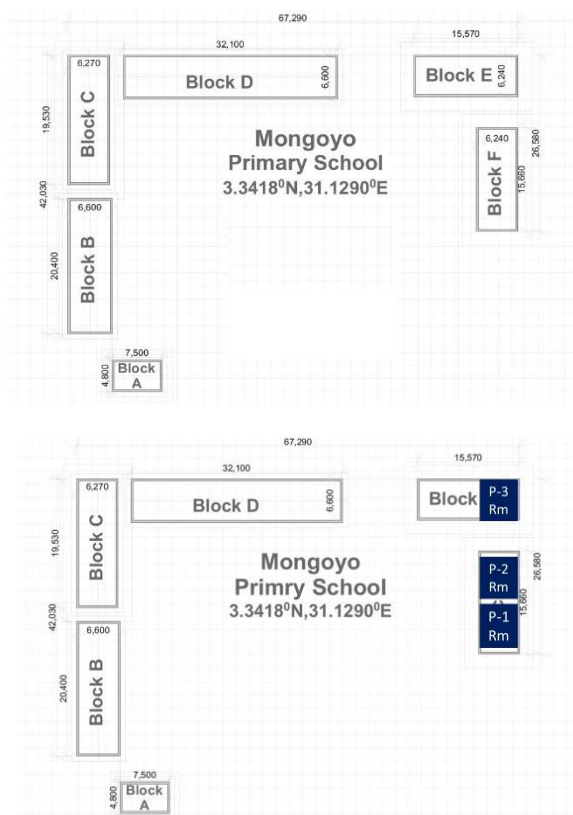 67,290
32,100
15,570
6,270
6,600
Block D
Block E
6,240
19,530
Block C
6,240
26,580
Mongoyo
Primary School
3.3418⁰N,31.1290⁰E
15,660
Block F
42,030
6,600
Block B
20,400
7,500
4,800
Block
A
67,290
32,100
15,570
6,270
6,600
Block D
Block
P-3
Rm
19,530
Block C
Mongoyo
Primry School
3.3418⁰N,31.1290⁰E
P-2
Rm
26,580
15,660
P-1
Rm
42,030
6,600
Block B
20,400
7,500
4,800
Block
A